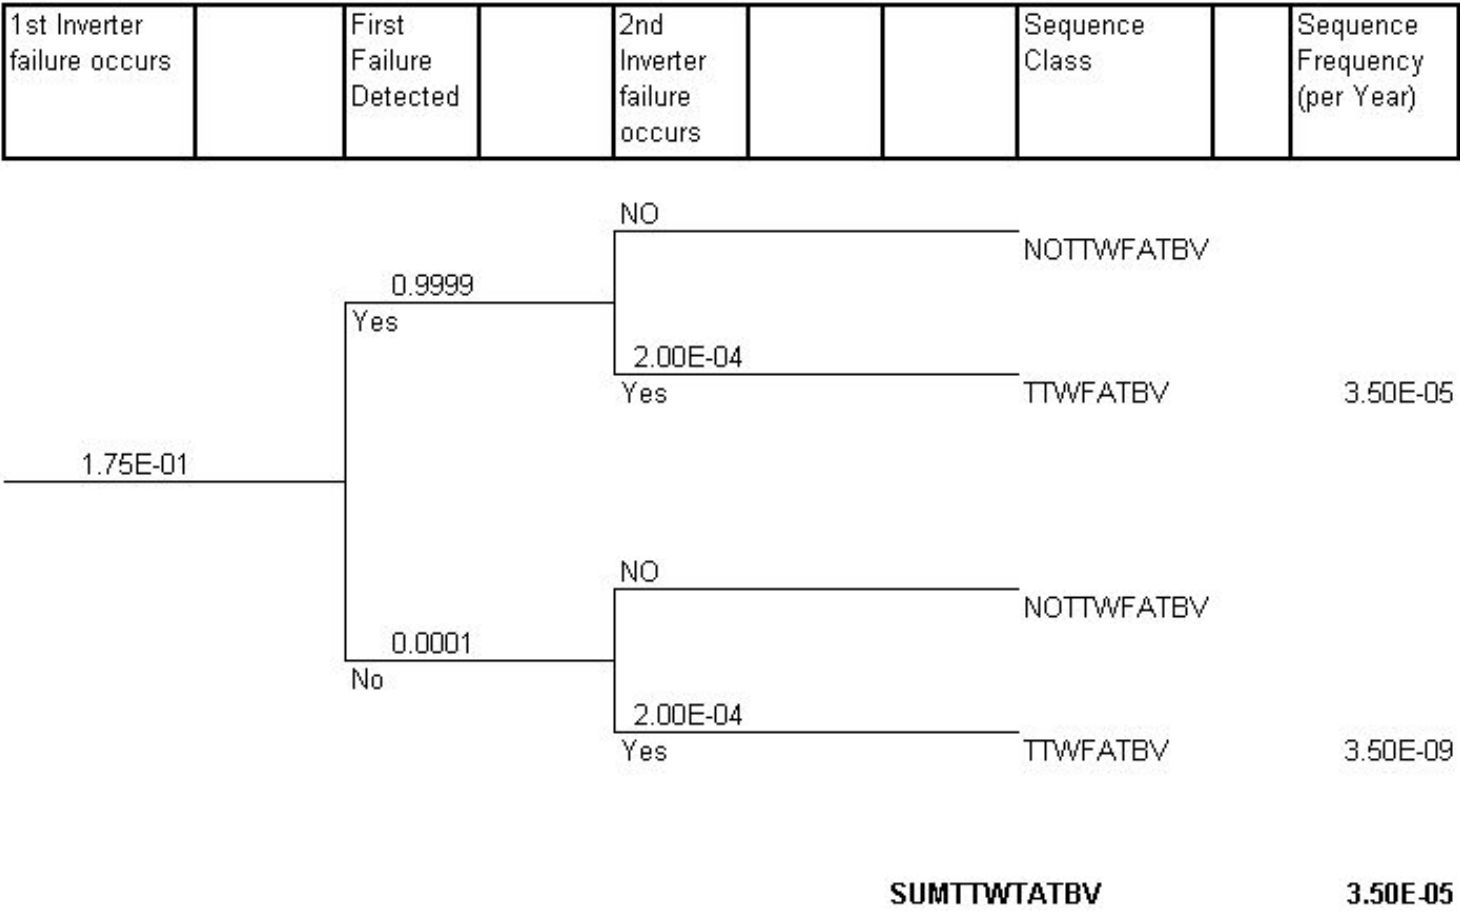 1st Inverter
failure occurs
First
Failure
Detected
2nd
Inverter
failure
occurs
Sequence
Class
Sequence
Frequency
(per Year)
NO
NOTTWFATBV
0.9999
Yes
2.00E-04
Yes
TTWFATBV
3.50E-05
1.75E-01
NO
NOTTWFATBV
0.0001
No
2.00E-04
Yes
TTWFATBV
3.50E-09
SUMTTWTATBV
3.50E-05